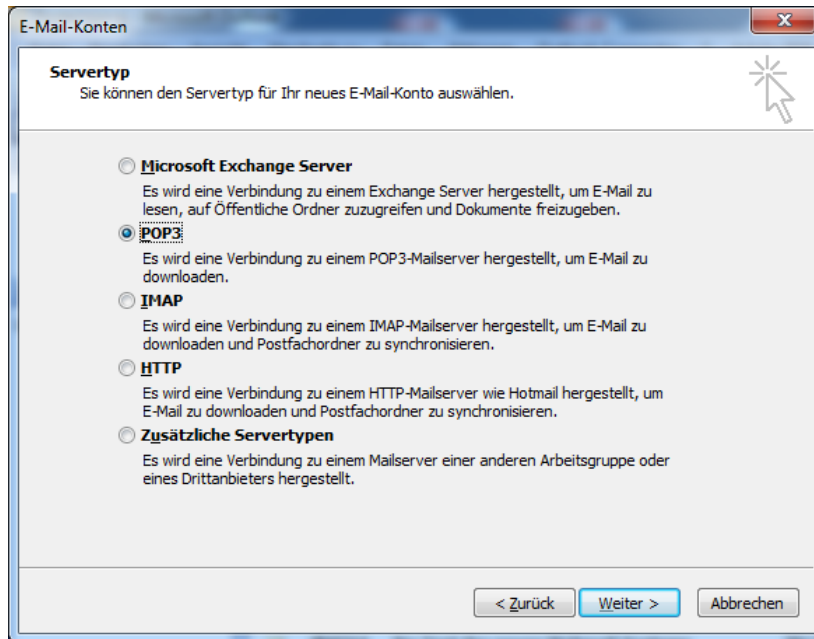 E-Mail-Konten
Servertyp
Sie können den Servertyp für Ihr neues E-Mail-Konto auswählen.
Microsoft Exchange Server
Es wird eine Verbindung zu einem Exchange Server hergestellt, um E-Mail zu
lesen, auf Öffentliche Ordner zuzugreifen und Dokumente freizugeben.
POP3
Es wird eine Verbindung zu einem POP3-Mailserver hergestellt, um E-Mail zu
downloaden.
IMAP
Es wird eine Verbindung zu einem IMAP-Mailserver hergestellt, um E-Mail zu
downloaden und Postfachordner zu synchronisieren.
HTTP
Es wird eine Verbindung zu einem HTTP-Mailserver wie Hotmail hergestellt, um
E-Mail zu downloaden und Postfachordner zu synchronisieren.
Zusätzliche Servertypen
Es wird eine Verbindung zu einem Mailserver einer anderen Arbeitsgruppe oder
eines Drittanbieters hergestellt.
< Zurück Weiter > Abbrechen